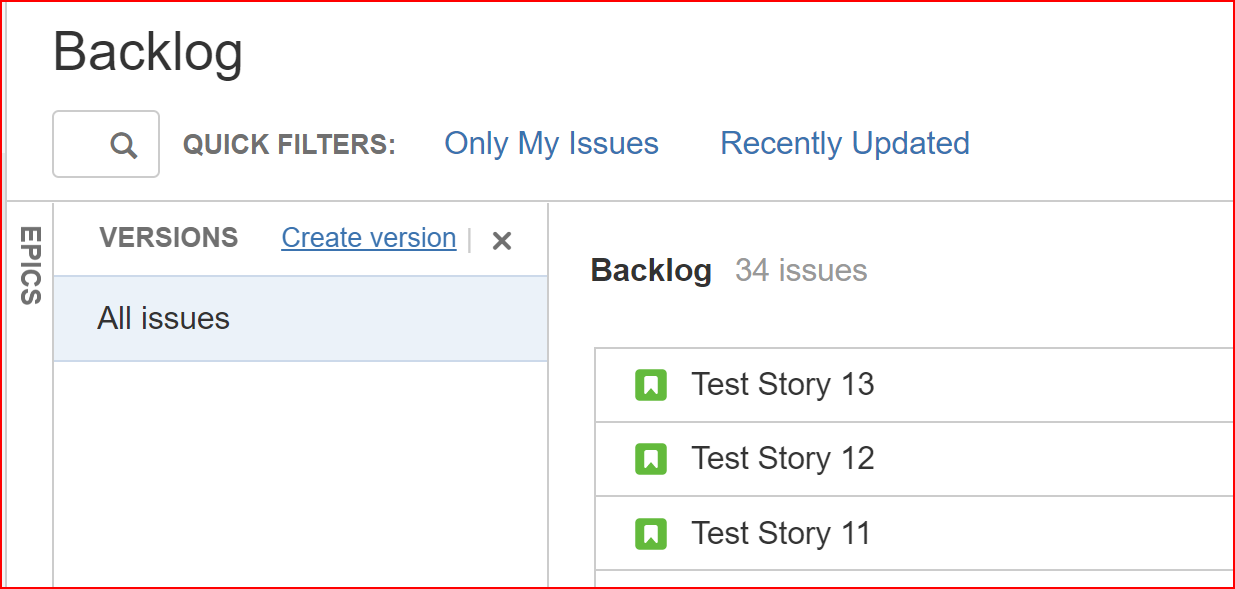 Backlog
QUICK FILTERS: Only My Issues Recently Updated
EPICS
VERSIONS Create version |
All issues
Backlog 34 issues
Test Story 13
Test Story 12
Test Story 11